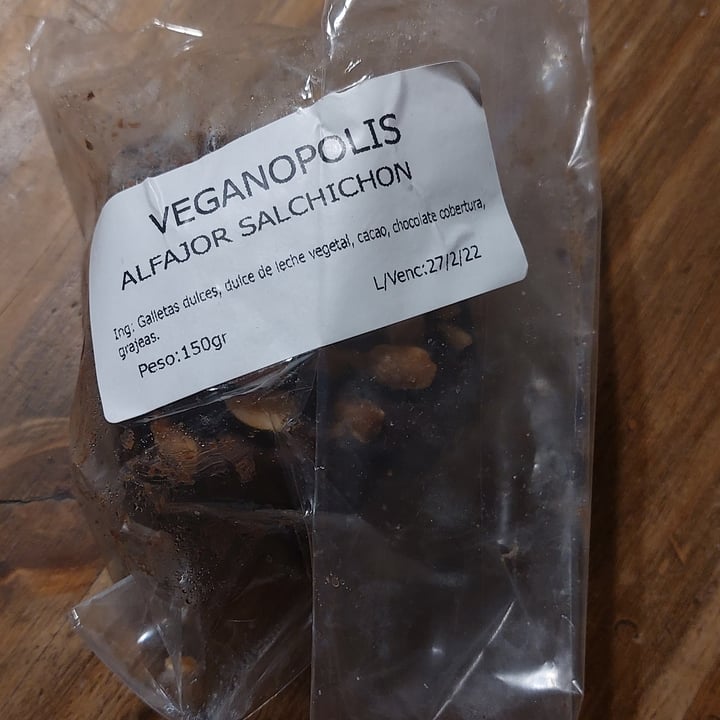 VEGANOPOLIS
ALFAJOR SALCHICHON
Ing: Galletas dulces, dulce de leche vegetal, cacao, chocolate cobertura,
grajeas.
L/Venc:27/2/22
Peso:150gr